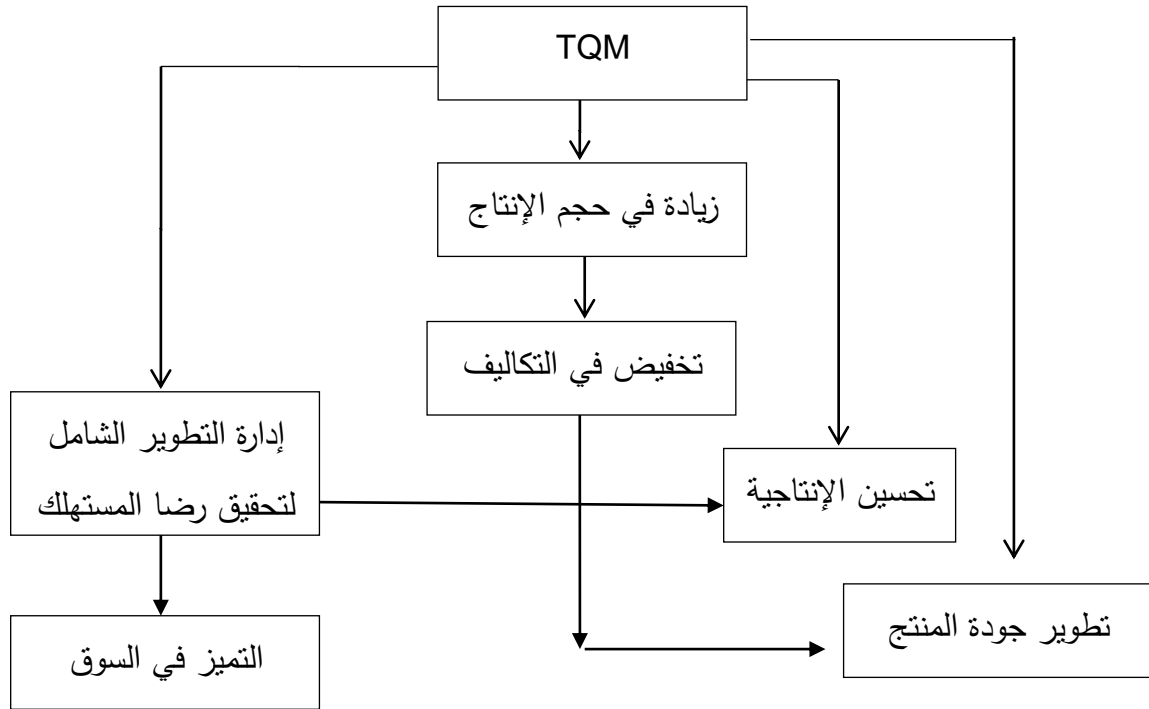 TQM
زيادة في حجم الإنتاج
تخفيض في التكاليف
إدارة التطوير الشامل
لتحقيق رضا المستهلك
تحسين الإنتاجية
تطوير جودة المنتج
التميز في السوق